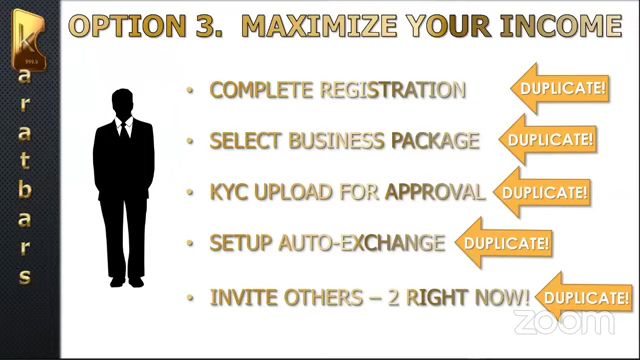 OPTION 3. MAXIMIZE YOUR INCOME
K
999.9
aratbars
• COMPLETE REGISTRATION
DUPLICATE!
• SELECT BUSINESS PACKAGE
DUPLICATE!
• KYC UPLOAD FOR APPROVAL
DUPLICATE!
• SETUP AUTO-EXCHANGE
DUPLICATE!
• INVITE OTHERS – 2 RIGHT NOW!
DUPLICATE!
zoom